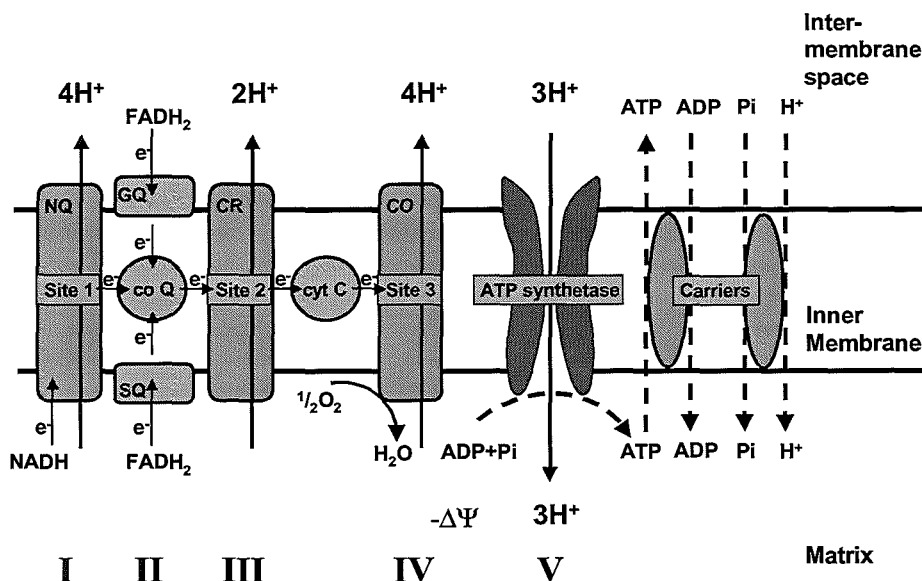 Inter-
membrane
space
4H⁺ 2H⁺ 4H⁺ 3H⁺
ATP ADP Pi H⁺
FADH₂
e⁻
NQ GQ CR CO
e⁻
Site 1 e⁻ co Q e⁻ Site 2 e⁻ cyt C e⁻ Site 3 ATP synthetase Carriers
e⁻
Inner
Membrane
SQ
½O₂
e⁻ e⁻
NADH FADH₂ H₂O ADP+Pi ATP ATP ADP Pi H⁺
-ΔΨ 3H⁺
I II III IV V Matrix